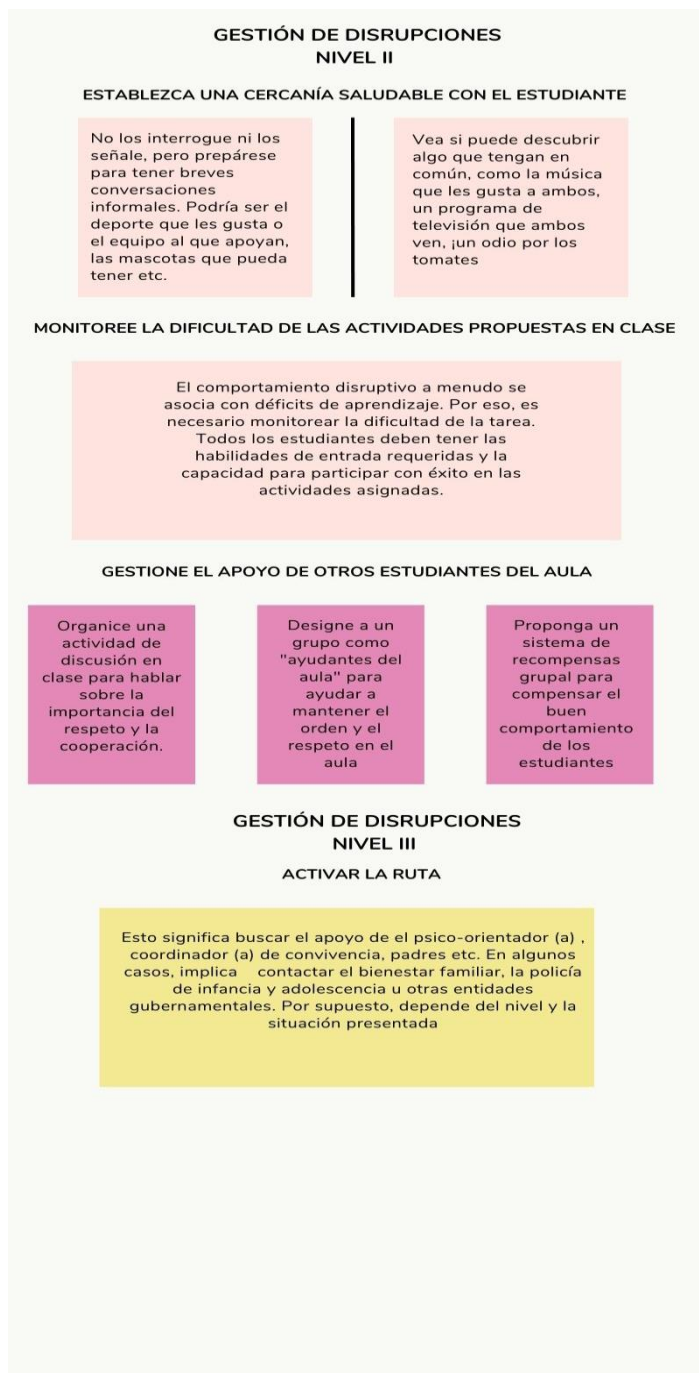 GESTIÓN DE DISRUPCIONES
NIVEL II
ESTABLEZCA UNA CERCANÍA SALUDABLE CON EL ESTUDIANTE
No los interrogue ni los
señale, pero prepárese
para tener breves
conversaciones
informales. Podría ser el
deporte que les gusta o
el equipo al que apoyan,
las mascotas que pueda
tener etc.
Vea si puede descubrir
algo que tengan en
común, como la música
que les gusta a ambos,
un programa de
televisión que ambos
ven, ¡un odio por los
tomates
MONITOREE LA DIFICULTAD DE LAS ACTIVIDADES PROPUESTAS EN CLASE
El comportamiento disruptivo a menudo se
asocia con déficits de aprendizaje. Por eso, es
necesario monitorear la dificultad de la tarea.
Todos los estudiantes deben tener las
habilidades de entrada requeridas y la
capacidad para participar con éxito en las
actividades asignadas.
GESTIONE EL APOYO DE OTROS ESTUDIANTES DEL AULA
Organice una
actividad de
discusión en
clase para hablar
sobre la
importancia del
respeto y la
cooperación.
Designe a un
grupo como
"ayudantes del
aula" para
ayudar a
mantener el
orden y el
respeto en el
aula
Proponga un
sistema de
recompensas
grupal para
compensar el
buen
comportamiento
de los
estudiantes
GESTIÓN DE DISRUPCIONES
NIVEL III
ACTIVAR LA RUTA
Esto significa buscar el apoyo de el psico-orientador (a) ,
coordinador (a) de convivencia, padres etc. En algunos
casos, implica contactar el bienestar familiar, la policía
de infancia y adolescencia u otras entidades
gubernamentales. Por supuesto, depende del nivel y la
situación presentada